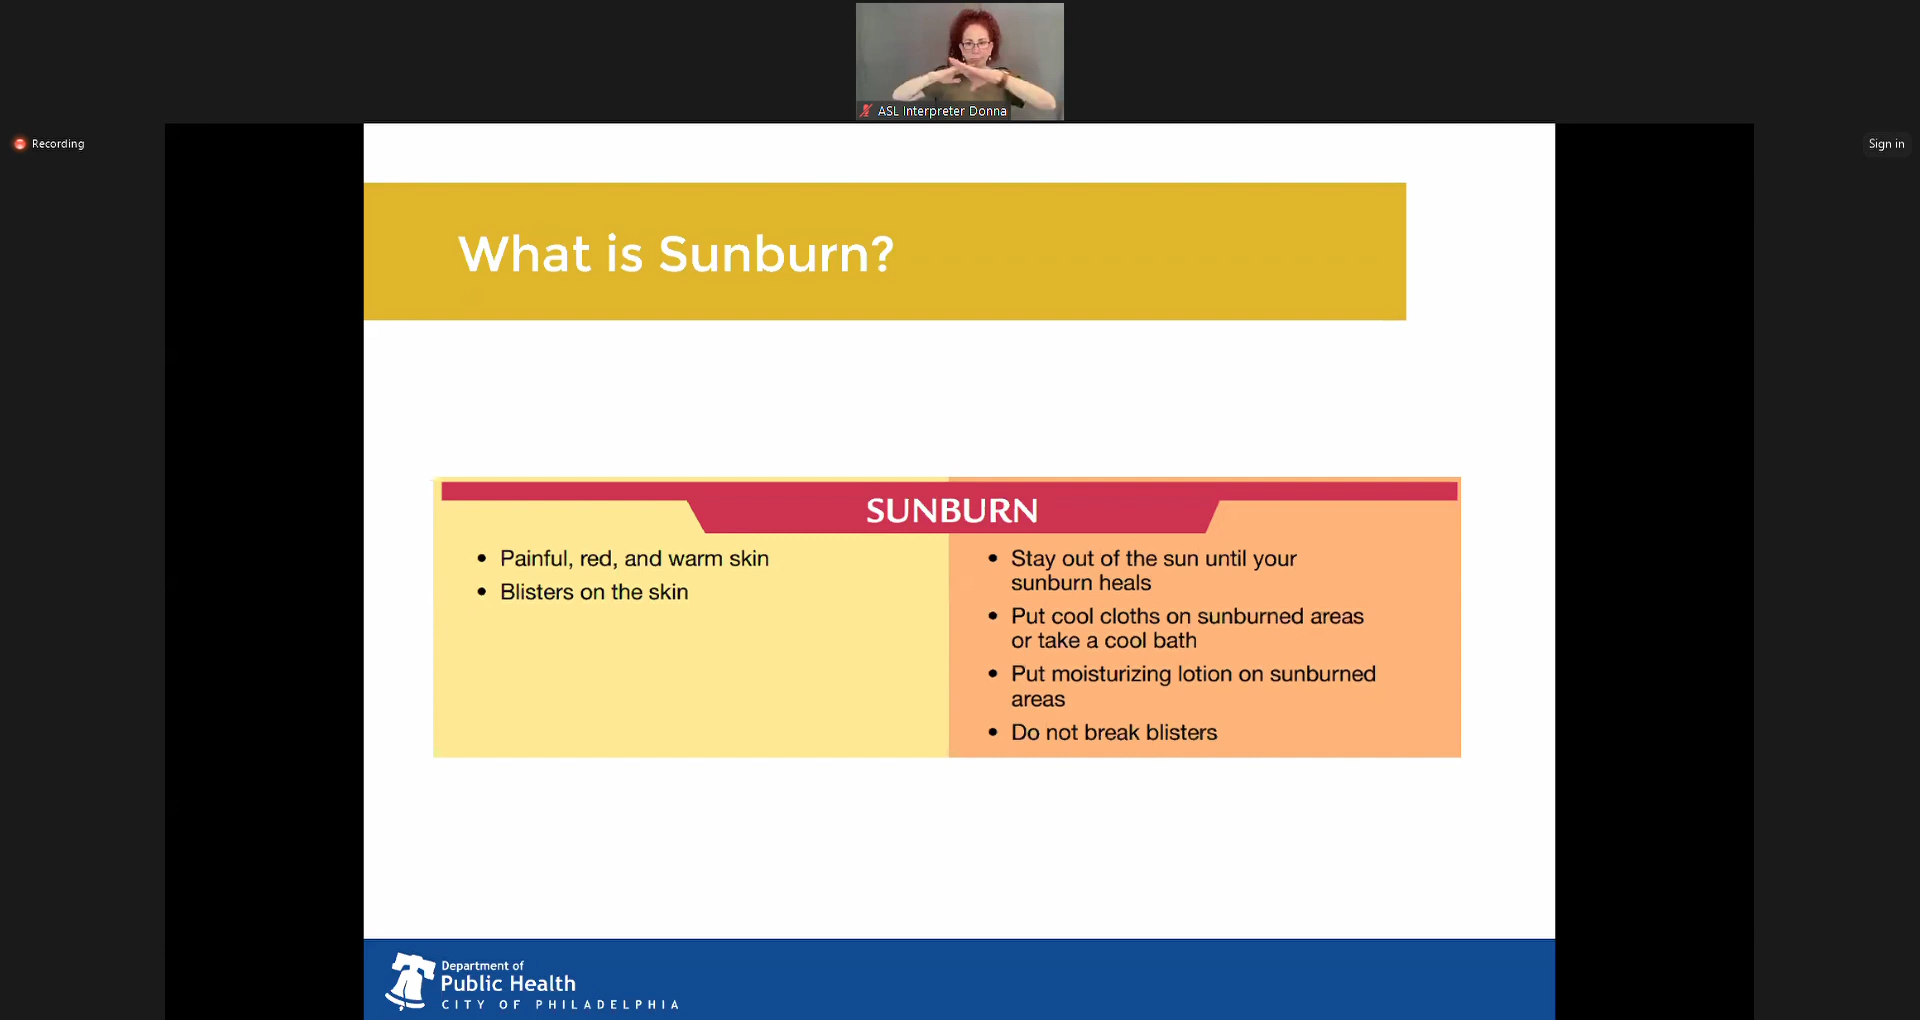 ASL Interpreter Donna
Recording
Sign in
What is Sunburn?
SUNBURN
• Painful, red, and warm skin
• Blisters on the skin
• Stay out of the sun until your
sunburn heals
• Put cool cloths on sunburned areas
or take a cool bath
• Put moisturizing lotion on sunburned
areas
• Do not break blisters
Department of
Public Health
CITY OF PHILADELPHIA